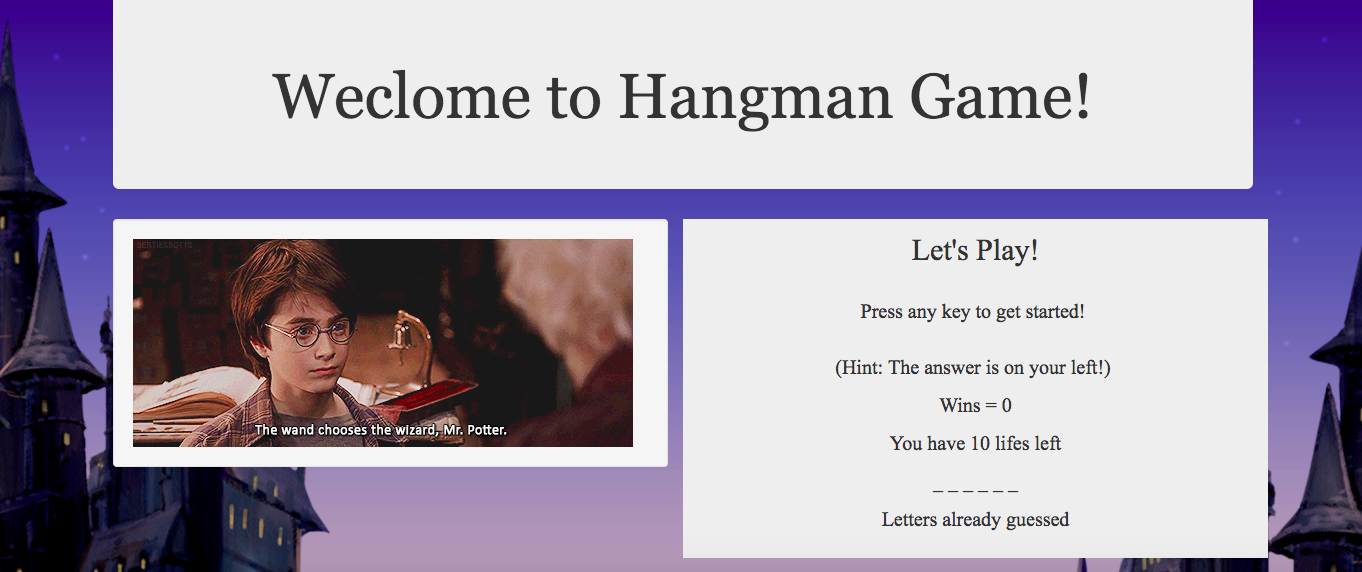 Weclome to Hangman Game!
BERTIESBOTTS
The wand chooses the wizard, Mr. Potter.
Let's Play!
Press any key to get started!
(Hint: The answer is on your left!)
Wins = 0
You have 10 lifes left
_ _ _ _ _ _
Letters already guessed